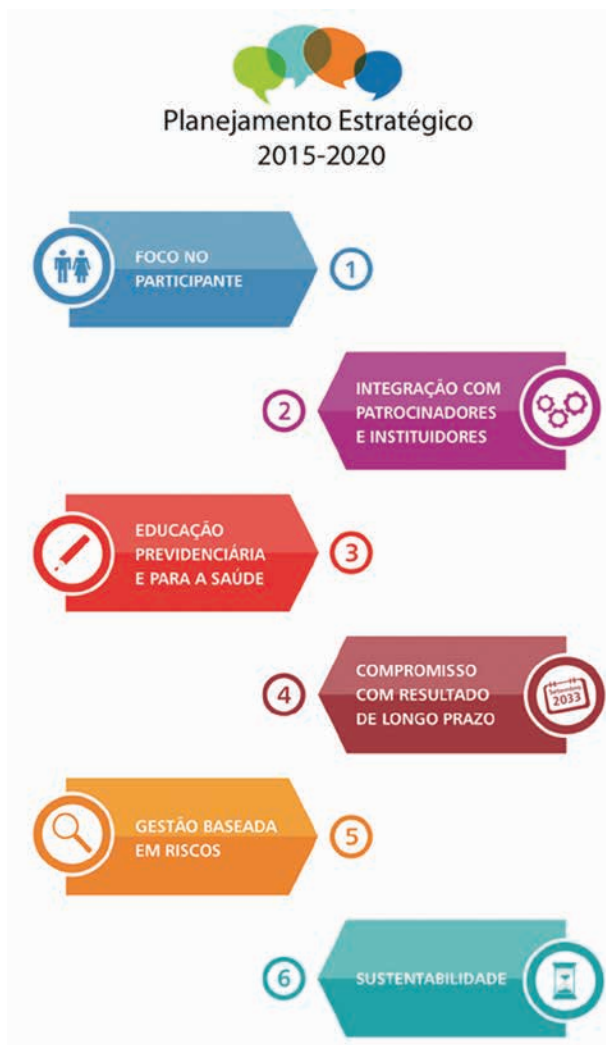 Planejamento Estratégico
2015-2020
FOCO NO
PARTICIPANTE
1
2
INTEGRAÇÃO COM
PATROCINADORES
E INSTITUIDORES
EDUCAÇÃO
PREVIDENCIÁRIA
E PARA A SAÚDE
3
4
COMPROMISSO
COM RESULTADO
DE LONGO PRAZO
Setembro
2033
GESTÃO BASEADA
EM RISCOS
5
6
SUSTENTABILIDADE